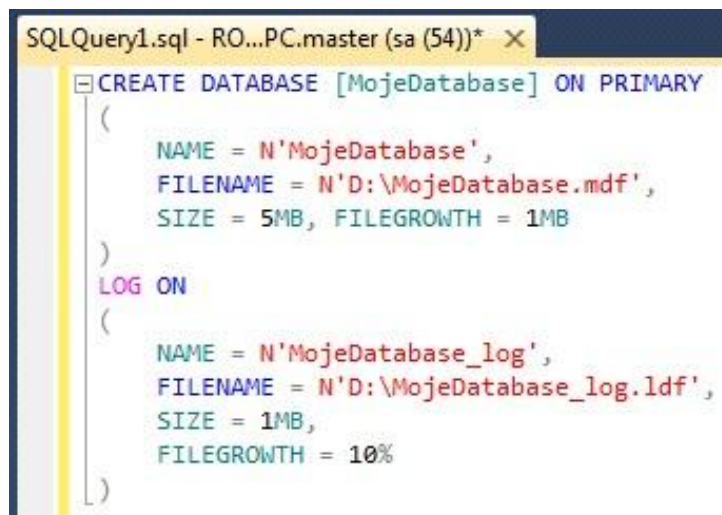 SQLQuery1.sql - RO...PC.master (sa (54))* ×
CREATE DATABASE [MojeDatabase] ON PRIMARY
(
NAME = N'MojeDatabase',
FILENAME = N'D:\MojeDatabase.mdf',
SIZE = 5MB, FILEGROWTH = 1MB
)
LOG ON
(
NAME = N'MojeDatabase_log',
FILENAME = N'D:\MojeDatabase_log.ldf',
SIZE = 1MB,
FILEGROWTH = 10%
)